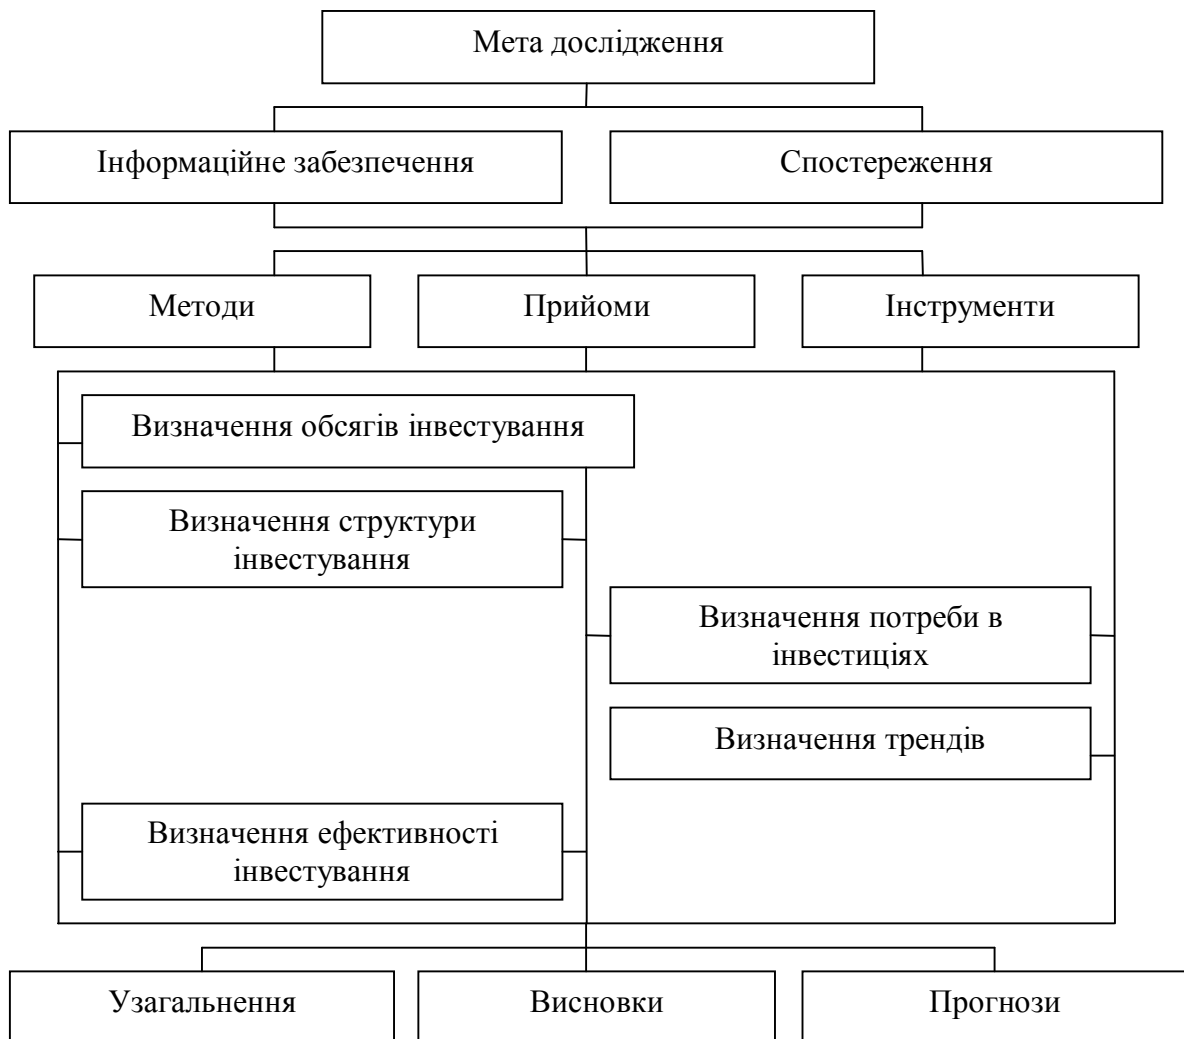 Мета дослідження
Інформаційне забезпечення
Спостереження
Методи
Прийоми
Інструменти
Визначення обсягів інвестування
Визначення структури
інвестування
Визначення потреби в
інвестиціях
Визначення трендів
Визначення ефективності
інвестування
Узагальнення
Висновки
Прогнози